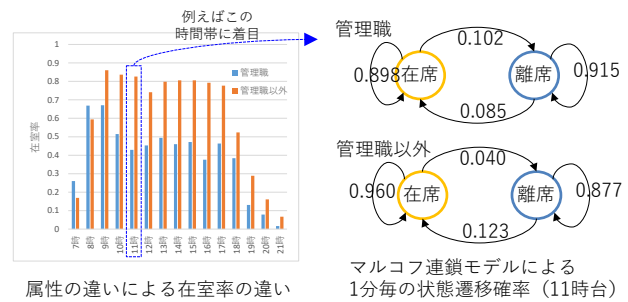 例えばこの
時間帯に着目
1
0.9
0.8
0.7
0.6
0.5
0.4
0.3
0.2
0.1
0
在室率
管理職
管理職以外
7時
8時
9時
10時
11時
12時
13時
14時
15時
16時
17時
18時
19時
20時
21時
属性の違いによる在室率の違い
管理職
0.102
0.898
在席
離席
0.915
0.085
管理職以外
0.040
0.960
在席
離席
0.877
0.123
マルコフ連鎖モデルによる
1分毎の状態遷移確率（11時台）